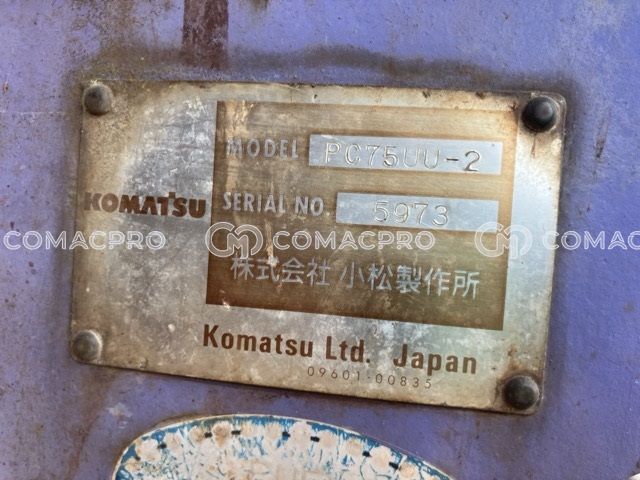 MODEL PC75UU-2
KOMATSU
SERIAL NO. 5973
COMACPRO COMACPRO COMACPRO
株式会社 小松製作所
Komatsu Ltd. Japan
09601-00835